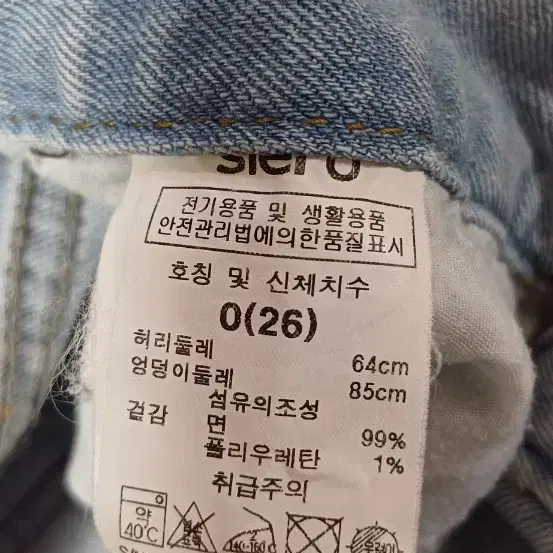 전기용품 및 생활용품
안전관리법에의한품질표시
호칭 및 신체치수
0(26)
허리둘레 64cm
엉덩이둘레 85cm
섬유의조성
겉감 면 99%
폴리우레탄 1%
취급주의
약
40℃